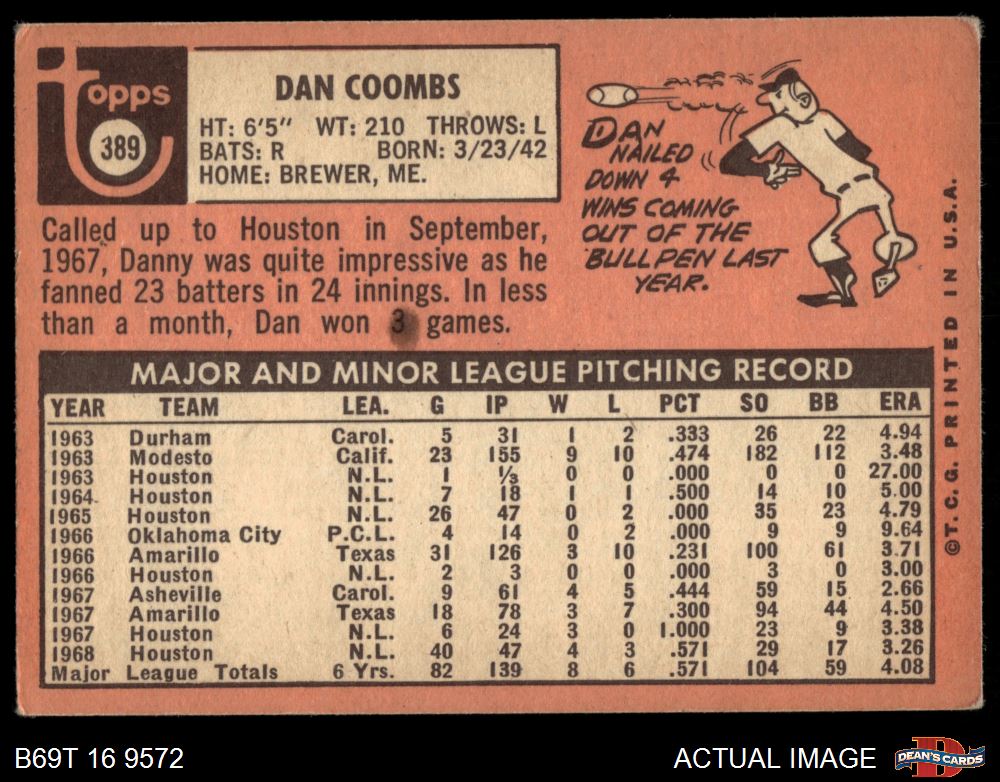 topps
389
DAN COOMBS
HT: 6'5" WT: 210 THROWS: L
BATS: R BORN: 3/23/42
HOME: BREWER, ME.
Called up to Houston in September,
1967, Danny was quite impressive as he
fanned 23 batters in 24 innings. In less
than a month, Dan won 3 games.
DAN
NAILED
DOWN 4
WINS COMING
OUT OF THE
BULLPEN LAST
YEAR.
MAJOR AND MINOR LEAGUE PITCHING RECORD
YEAR TEAM LEA. G IP W L PCT SO BB ERA
1963 Durham Carol. 5 31 1 2 .333 26 22 4.94
1963 Modesto Calif. 23 155 9 10 .474 182 112 3.48
1963 Houston N.L. 1 ⅓ 0 0 .000 0 0 27.00
1964 Houston N.L. 7 18 1 1 .500 14 10 5.00
1965 Houston N.L. 26 47 0 2 .000 35 23 4.79
1966 Oklahoma City P.C.L. 4 14 0 2 .000 9 9 9.64
1966 Amarillo Texas 31 126 3 10 .231 100 61 3.71
1966 Houston N.L. 2 3 0 0 .000 3 0 3.00
1967 Asheville Carol. 9 61 4 5 .444 59 15 2.66
1967 Amarillo Texas 18 78 3 7 .300 94 44 4.50
1967 Houston N.L. 6 24 3 0 1.000 23 9 3.38
1968 Houston N.L. 40 47 4 3 .571 29 17 3.26
Major League Totals 6 Yrs. 82 139 8 6 .571 104 59 4.08
©T.C.G. PRINTED IN U.S.A.
B69T 16 9572
ACTUAL IMAGE
D
DEAN'S CARDS